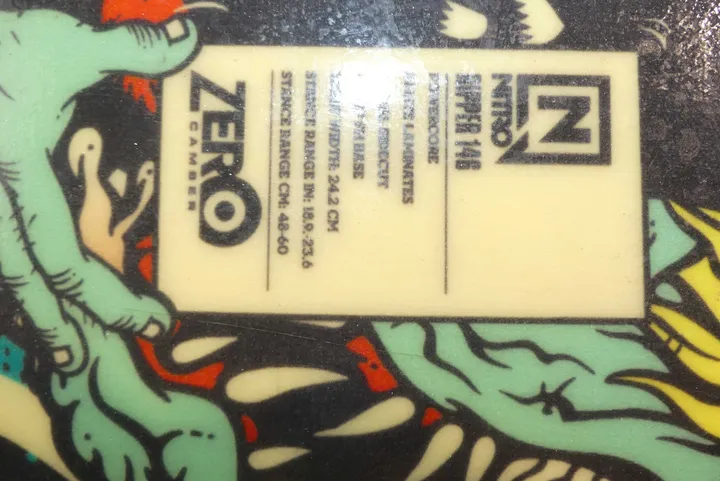 N
NITRO
RIPPER 146
POWERCORE
LAMINATES
SIDECUT
BASE
WIDTH: 24.2 CM
STANCE RANGE IN: 18.9-23.6
STANCE RANGE CM: 48-60
ZERO
CAMBER